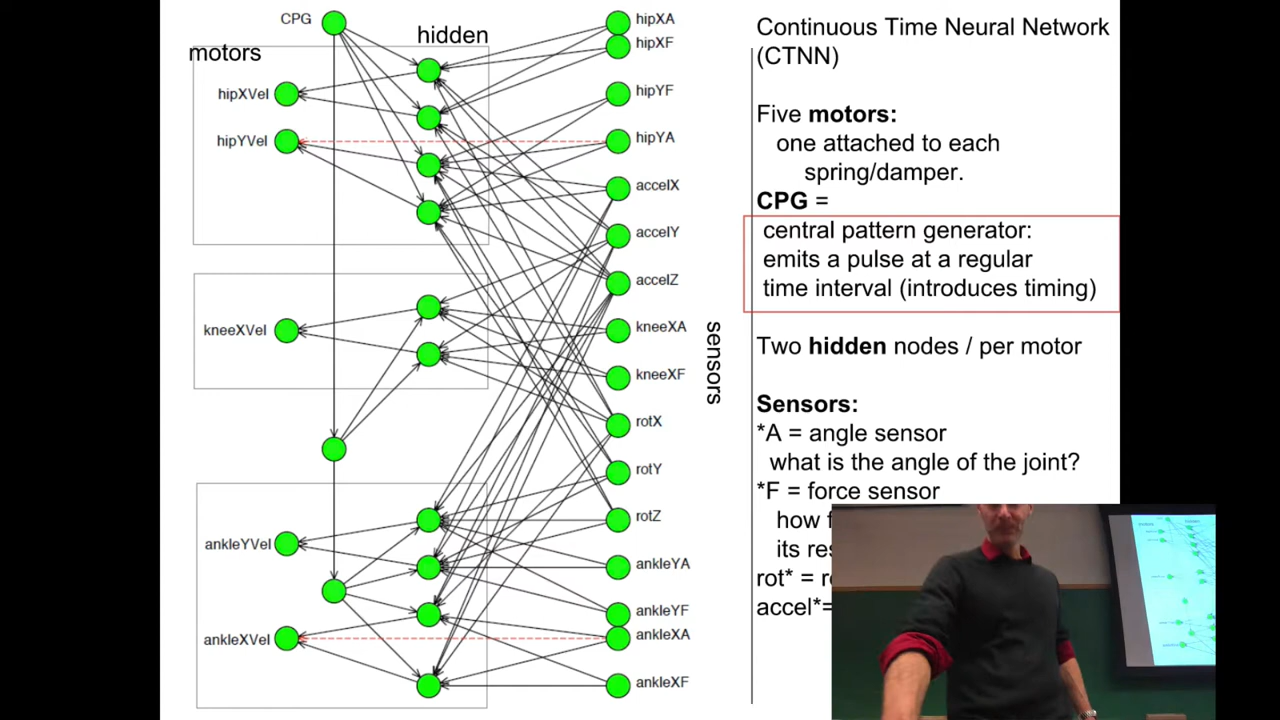 CPG
hidden
motors
hipXVel
hipYVel
kneeXVel
ankleYVel
ankleXVel
hipXA
hipXF
hipYF
hipYA
accelX
accelY
accelZ
kneeXA
kneeXF
rotX
rotY
rotZ
ankleYA
ankleYF
ankleXA
ankleXF
sensors
Continuous Time Neural Network
(CTNN)
Five motors:
one attached to each
spring/damper.
CPG =
central pattern generator:
emits a pulse at a regular
time interval (introduces timing)
Two hidden nodes / per motor
Sensors:
*A = angle sensor
what is the angle of the joint?
*F = force sensor
how
its
rot* =
accel*=